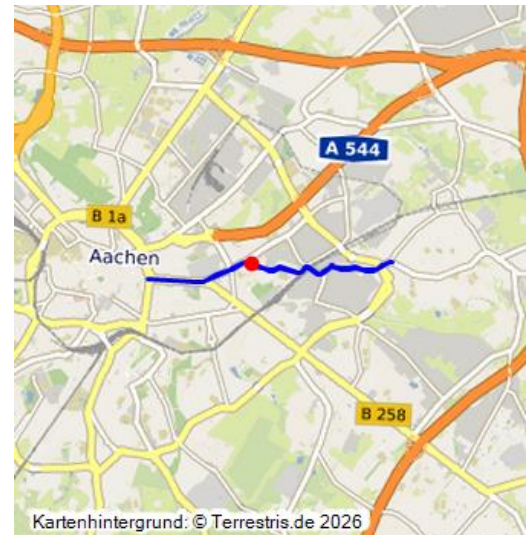 A 544
B 1a
Aachen
B 258
Kartenhintergrund: © Terrestris.de 2026